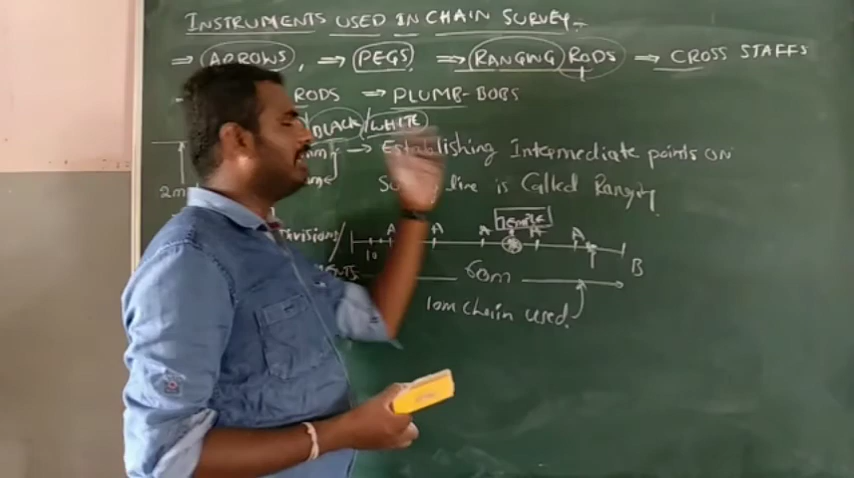 INSTRUMENTS USED IN CHAIN SURVEY:-
⇒ ARROWS, ⇒ PEGS ⇒ RANGING RODS ⇒ CROSS STAFFS
RODS ⇒ PLUMB-BOBS
BLACK/WHITE
→ Establishing Intermediate points on
line is Called Ranging.
2m
Temple
A A A A A
10
B
60m
10m chain used.